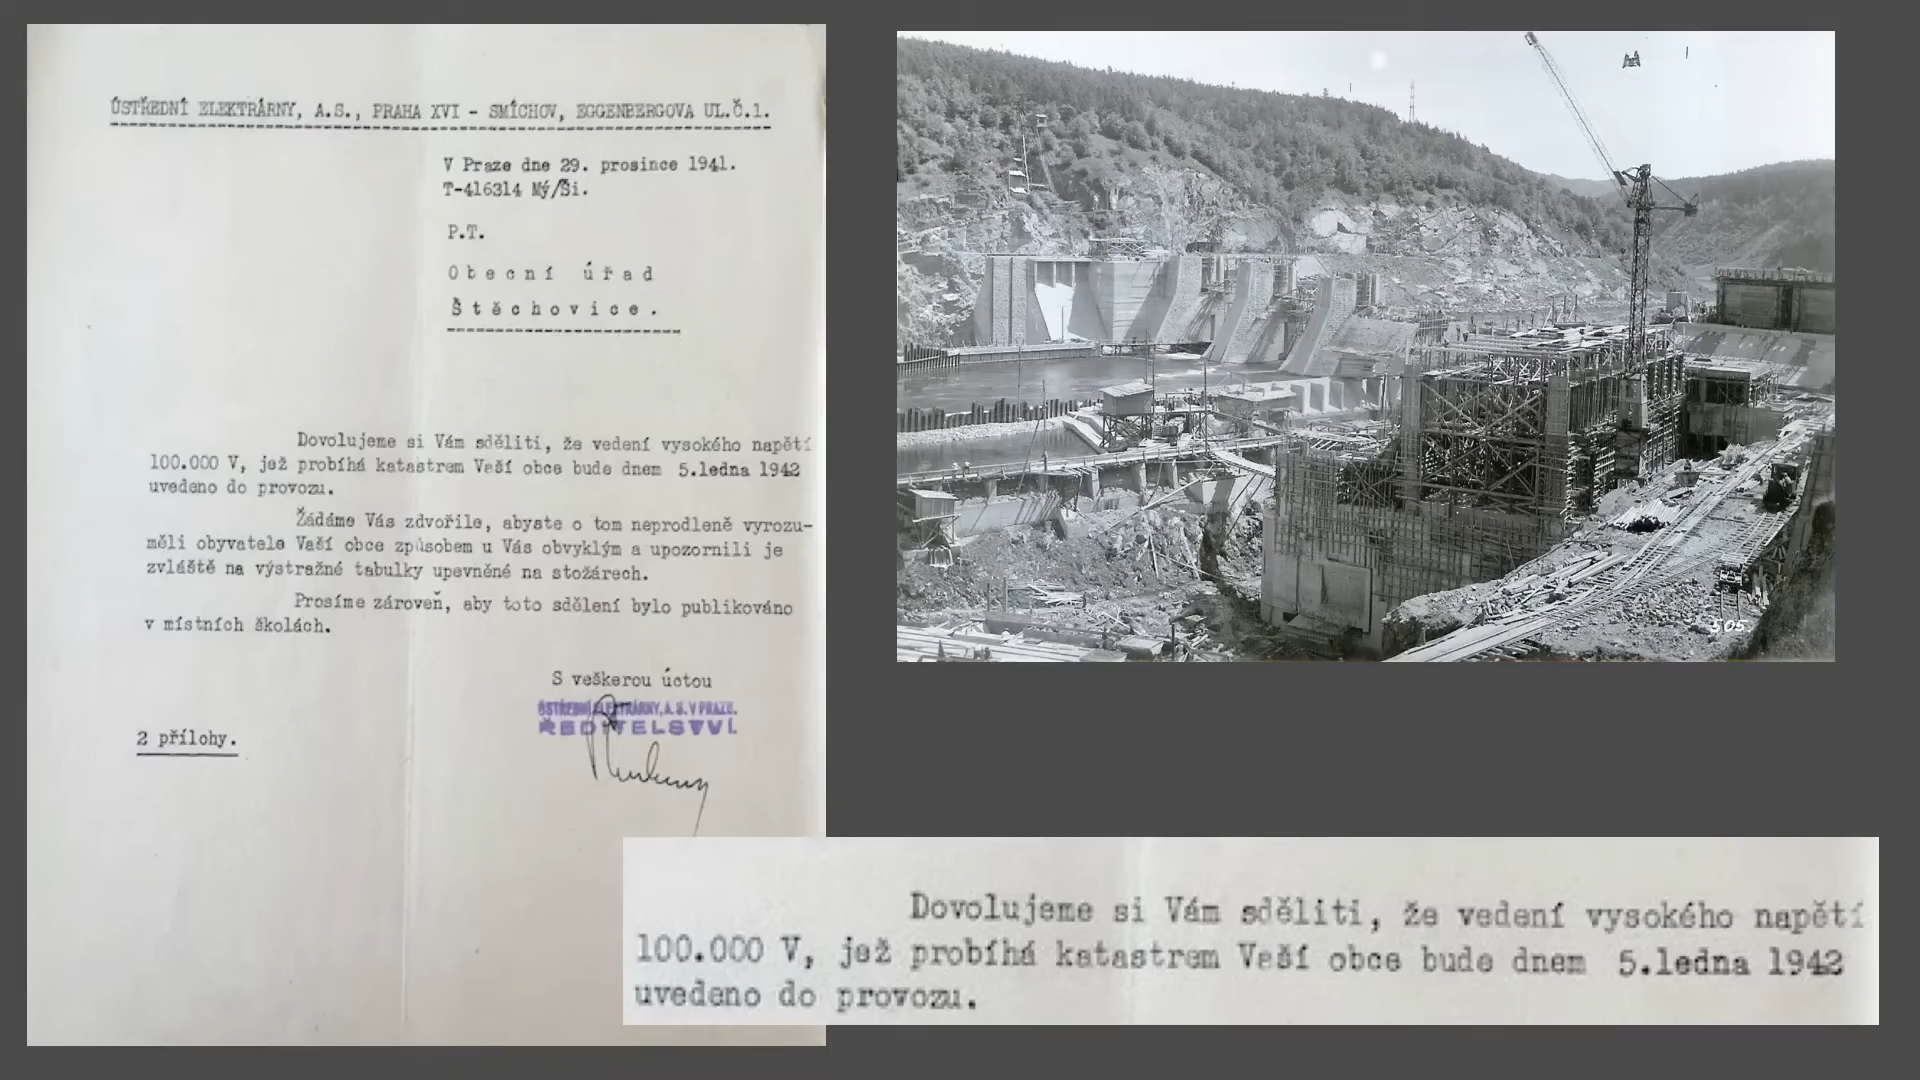 ÚSTŘEDNÍ ELEKTRÁRNY, A.S., PRAHA XVI - SMÍCHOV, EGGENBERGOVA UL.Č.1.
V Praze dne 29. prosince 1941.
T-416314 Mý/Ši.
P.T.
Obecní úřad
Štěchovice.
Dovolujeme si Vám sděliti, že vedení vysokého napětí
100.000 V, jež probíhá katastrem Vaší obce bude dnem 5.ledna 1942
uvedeno do provozu.
Žádáme Vás zdvořile, abyste o tom neprodleně vyrozu-
měli obyvatele Vaší obce způsobem u Vás obvyklým a upozornili je
zvláště na výstražné tabulky upevněné na stožárech.
Prosíme zároveň, aby toto sdělení bylo publikováno
v místních školách.
S veškerou úctou
ÚSTŘEDNÍ ELEKTRÁRNY, A.S. V PRAZE.
ŘEDITELSTVÍ.
2 přílohy.
505
Dovolujeme si Vám sděliti, že vedení vysokého napětí
100.000 V, jež probíhá katastrem Vaší obce bude dnem 5.ledna 1942
uvedeno do provozu.